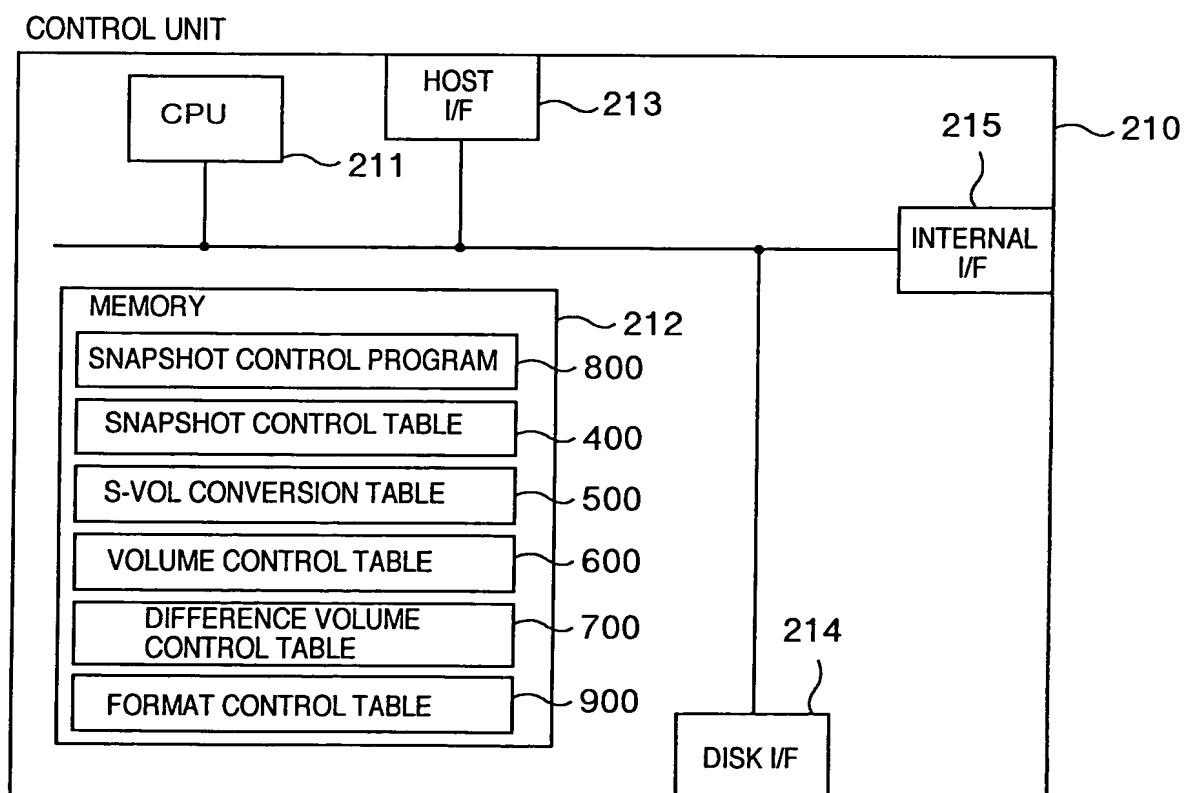 CONTROL UNIT
HOST
I/F
213
CPU
211
215
210
INTERNAL
I/F
MEMORY
212
SNAPSHOT CONTROL PROGRAM
800
SNAPSHOT CONTROL TABLE
400
S-VOL CONVERSION TABLE
500
VOLUME CONTROL TABLE
600
DIFFERENCE VOLUME
CONTROL TABLE
700
214
FORMAT CONTROL TABLE
900
DISK I/F